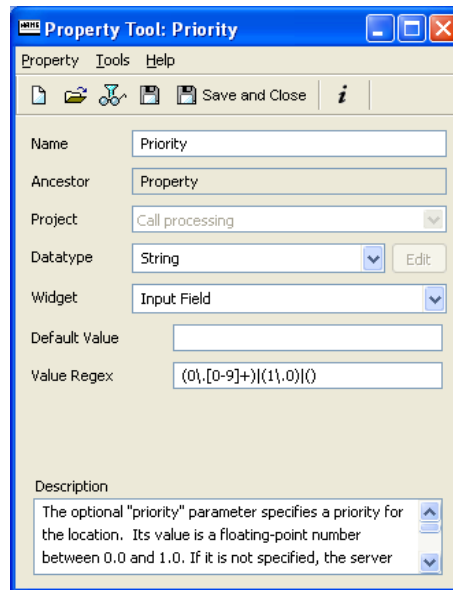 Property Tool: Priority
Property Tools Help
Save and Close i
Name Priority
Ancestor Property
Project Call processing
Datatype String Edit
Widget Input Field
Default Value
Value Regex (0\.[0-9]+)|(1\.0)|()
Description
The optional "priority" parameter specifies a priority for
the location. Its value is a floating-point number
between 0.0 and 1.0. If it is not specified, the server